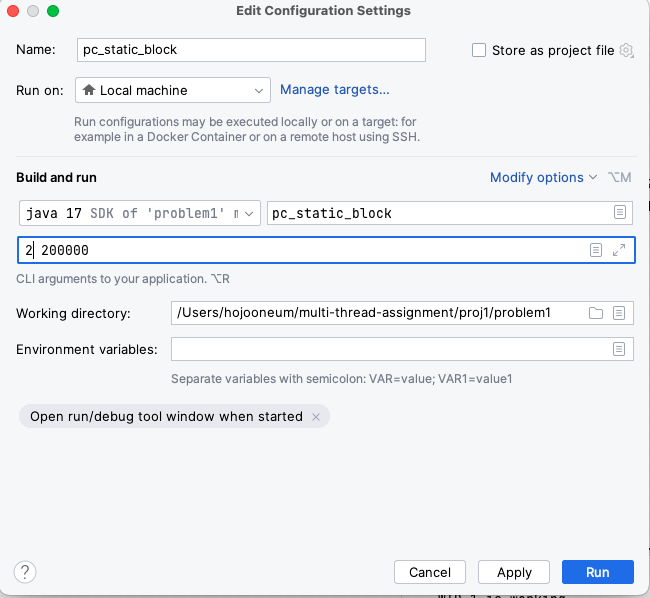 Edit Configuration Settings
Name: pc_static_block Store as project file
Run on: Local machine Manage targets...
Run configurations may be executed locally or on a target: for
example in a Docker Container or on a remote host using SSH.
Build and run Modify options ⌥M
java 17 SDK of 'problem1' pc_static_block
2 200000
CLI arguments to your application. ⌥R
Working directory: /Users/hojooneum/multi-thread-assignment/proj1/problem1
Environment variables:
Separate variables with semicolon: VAR=value; VAR1=value1
Open run/debug tool window when started ×
? Cancel Apply Run